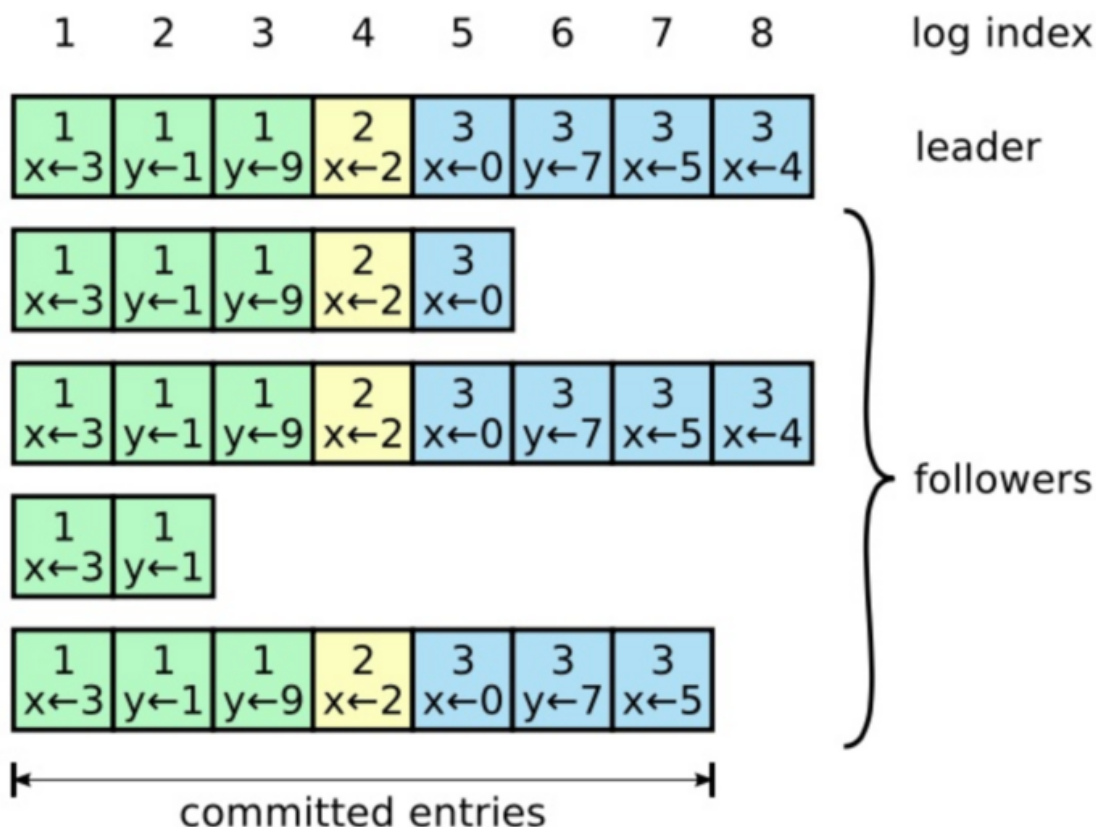 1 2 3 4 5 6 7 8 log index
1 1 1 2 3 3 3 3
x←3 y←1 y←9 x←2 x←0 y←7 x←5 x←4
leader
1 1 1 2 3
x←3 y←1 y←9 x←2 x←0
1 1 1 2 3 3 3 3
x←3 y←1 y←9 x←2 x←0 y←7 x←5 x←4
followers
1 1
x←3 y←1
1 1 1 2 3 3 3
x←3 y←1 y←9 x←2 x←0 y←7 x←5
committed entries